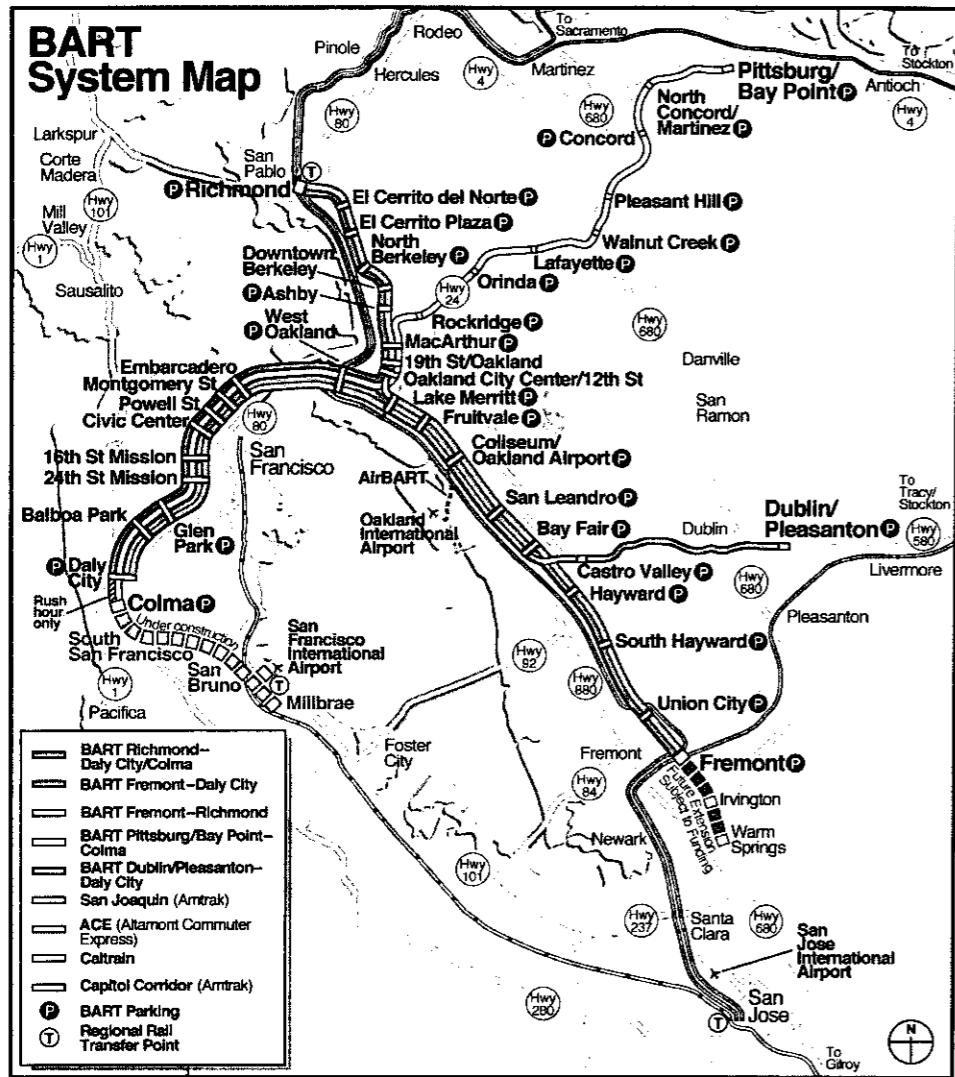 BART
System Map
Pinole
Rodeo
To
Sacramento
Hercules
Hwy
4
Martinez
To
Stockton
Hwy
80
Hwy
680
Pittsburg/
Bay Point P
Antioch
Hwy
4
North
Concord/
Martinez P
P Concord
Larkspur
Corte
Madera
San
Pablo
T
P Richmond
El Cerrito del Norte P
Pleasant Hill P
Hwy
101
Mill
Valley
El Cerrito Plaza P
North
Berkeley P
Walnut Creek P
Hwy
1
Downtown
Berkeley
Lafayette P
Sausalito
Orinda P
P Ashby
Hwy
24
West
P Oakland
Rockridge P
Hwy
680
MacArthur P
Danville
Embarcadero
19th St/Oakland
Montgomery St
Oakland City Center/12th St
San
Ramon
Powell St
Lake Merritt P
Civic Center
Hwy
80
Fruitvale P
San
Francisco
Coliseum/
Oakland Airport P
16th St Mission
24th St Mission
AirBART
To
Tracy/
Stockton
San Leandro P
Balboa Park
Oakland
International
Airport
Bay Fair P
Dublin
Dublin/
Pleasanton P
Hwy
580
Glen
Park P
P Daly
City
Castro Valley P
Hwy
680
Livermore
Hayward P
Rush
hour
only
Colma P
Pleasanton
Under construction
South
San Francisco
San
Francisco
International
Airport
South Hayward P
San
Bruno
T
Hwy
92
Hwy
880
Hwy
1
Millbrae
Union City P
Pacifica
Foster
City
Fremont
Fremont P
Hwy
84
Future Extension
Subject to Funding
Irvington
Newark
Warm
Springs
Hwy
101
Hwy
237
Santa
Clara
Hwy
680
San
Jose
International
Airport
Hwy
280
San
Jose
T
To
Gilroy
N
BART Richmond–
Daly City/Colma
BART Fremont–Daly City
BART Fremont–Richmond
BART Pittsburg/Bay Point–
Colma
BART Dublin/Pleasanton–
Daly City
San Joaquin (Amtrak)
ACE (Altamont Commuter
Express)
Caltrain
Capitol Corridor (Amtrak)
P BART Parking
T Regional Rail
Transfer Point